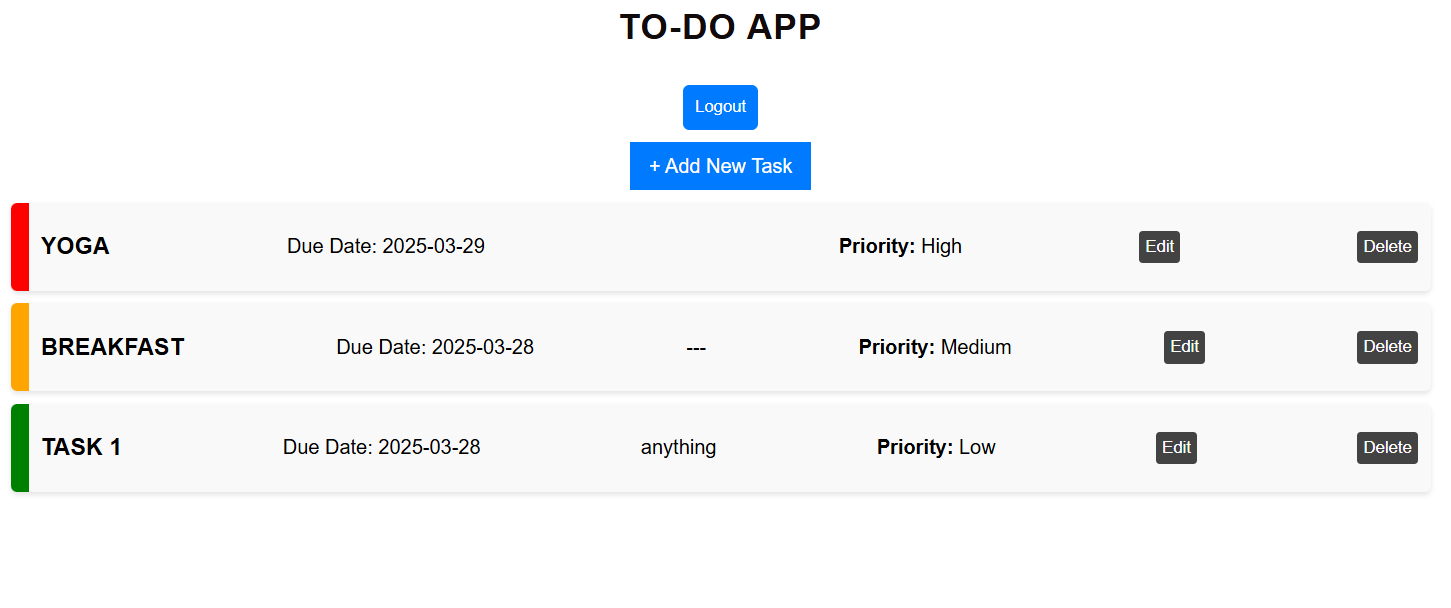 TO-DO APP
Logout
+ Add New Task
YOGA Due Date: 2025-03-29 Priority: High Edit Delete
BREAKFAST Due Date: 2025-03-28 --- Priority: Medium Edit Delete
TASK 1 Due Date: 2025-03-28 anything Priority: Low Edit Delete